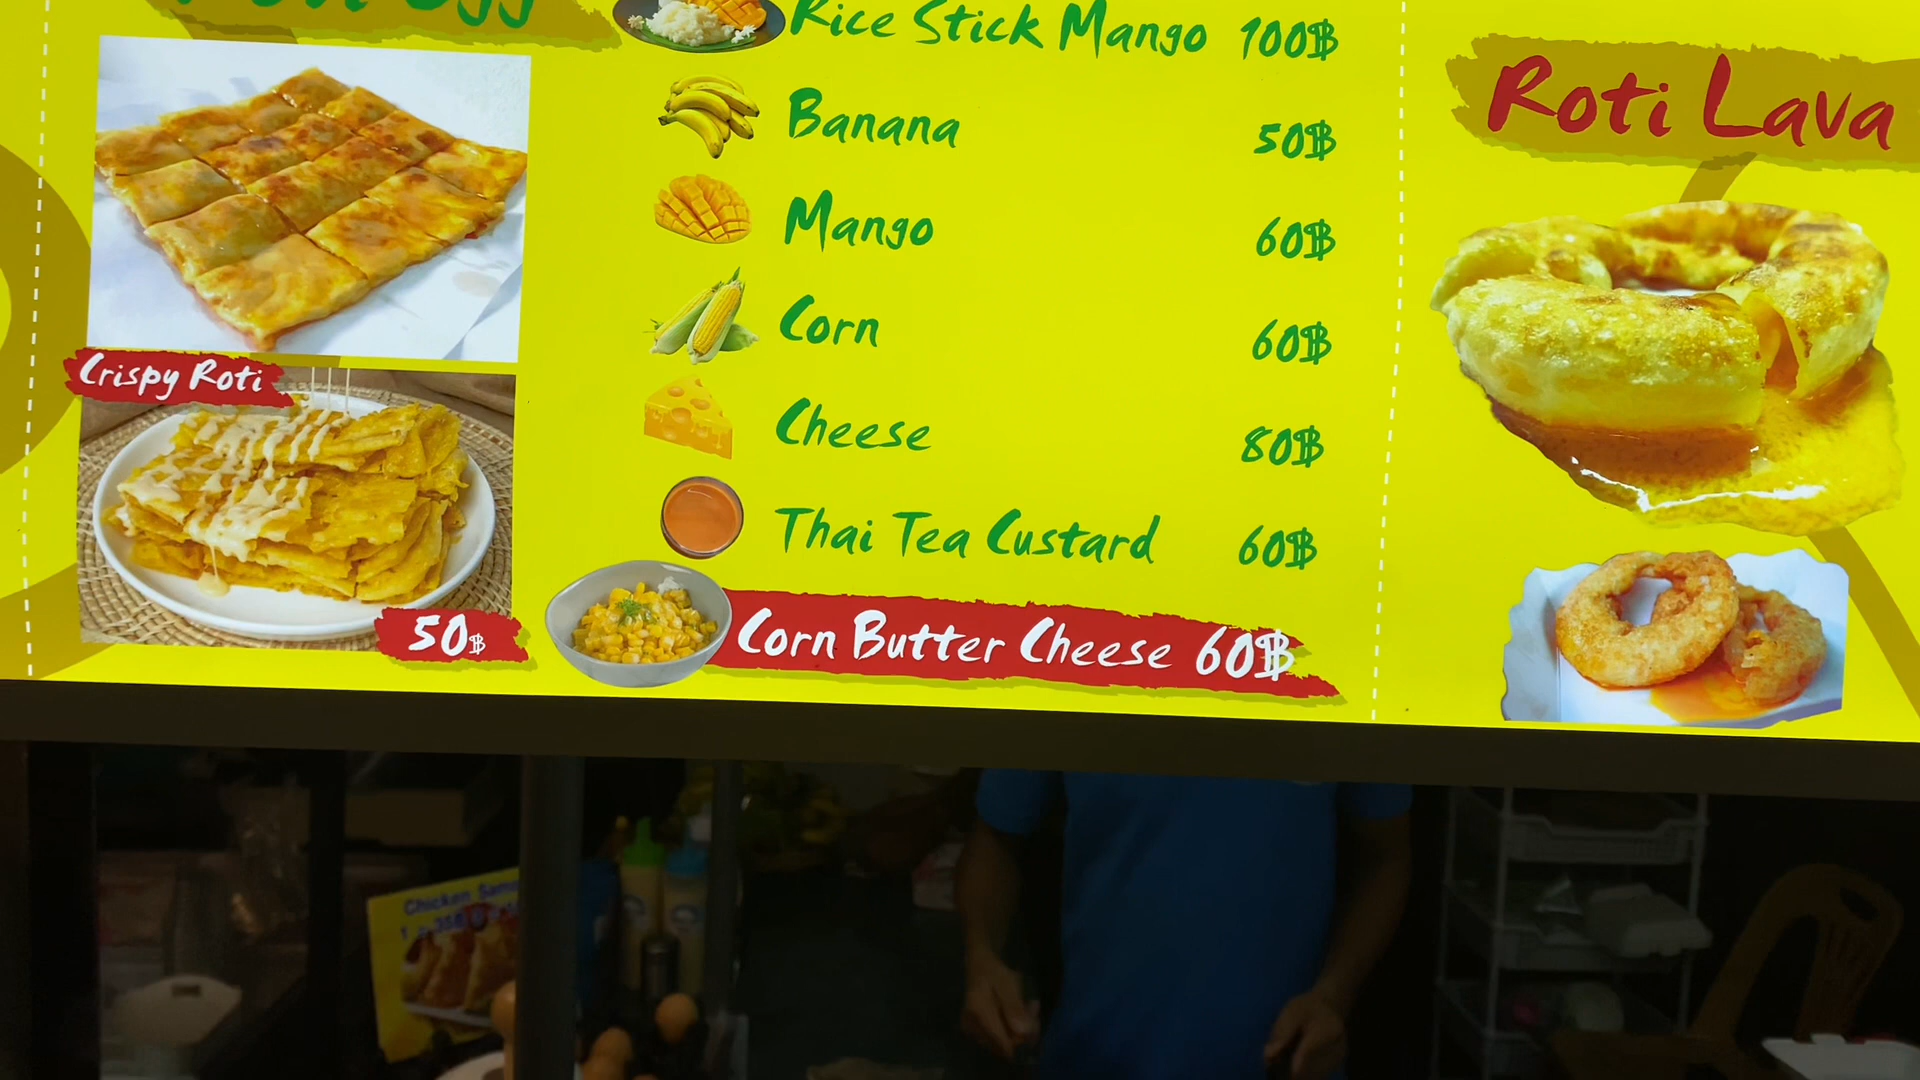 Rice Stick Mango 100฿
Banana 50฿
Mango 60฿
Corn 60฿
Cheese 80฿
Thai Tea Custard 60฿
Corn Butter Cheese 60฿
Crispy Roti
50฿
Roti Lava
Chicken